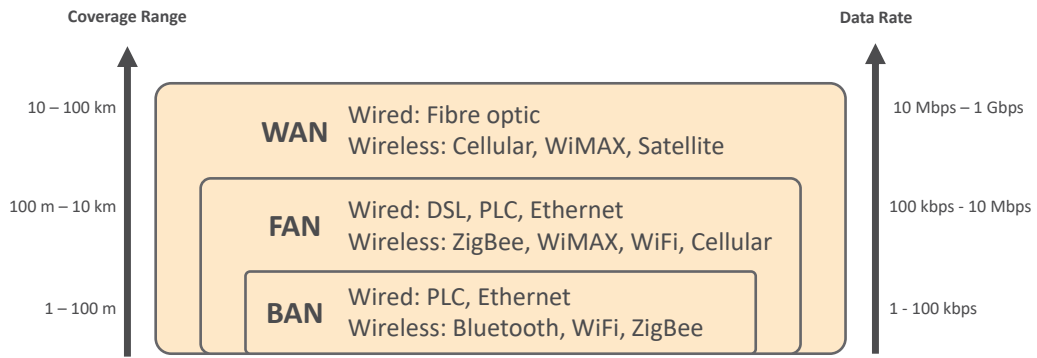 Coverage Range
Data Rate
10 – 100 km
WAN
Wired: Fibre optic
Wireless: Cellular, WiMAX, Satellite
10 Mbps – 1 Gbps
100 m – 10 km
FAN
Wired: DSL, PLC, Ethernet
Wireless: ZigBee, WiMAX, WiFi, Cellular
100 kbps - 10 Mbps
1 – 100 m
BAN
Wired: PLC, Ethernet
Wireless: Bluetooth, WiFi, ZigBee
1 - 100 kbps